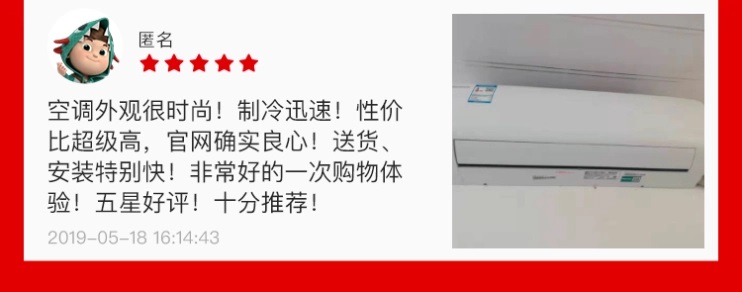 匿名
空调外观很时尚！制冷迅速！性价
比超级高，官网确实良心！送货、
安装特别快！非常好的一次购物体
验！五星好评！十分推荐！
2019-05-18 16:14:43